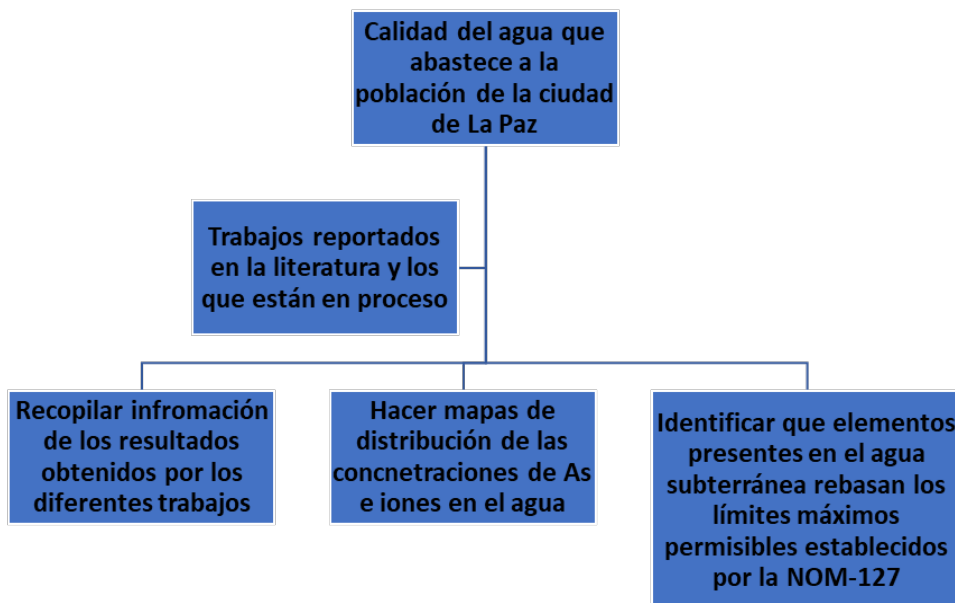 Calidad del agua que
abastece a la
población de la ciudad
de La Paz
Trabajos reportados
en la literatura y los
que están en proceso
Recopilar infromación
de los resultados
obtenidos por los
diferentes trabajos
Hacer mapas de
distribución de las
concnetraciones de As
e iones en el agua
Identificar que elementos
presentes en el agua
subterránea rebasan los
límites máximos
permisibles establecidos
por la NOM-127